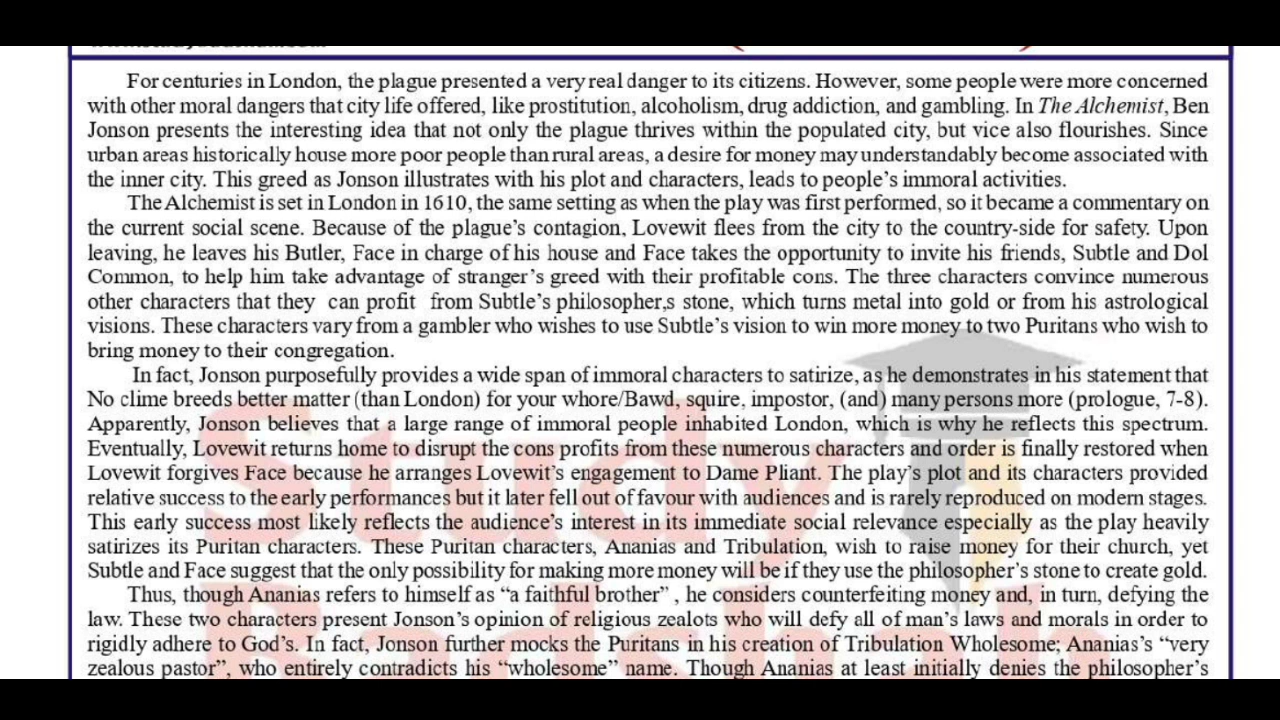 For centuries in London, the plague presented a very real danger to its citizens. However, some people were more concerned
with other moral dangers that city life offered, like prostitution, alcoholism, drug addiction, and gambling. In The Alchemist, Ben
Jonson presents the interesting idea that not only the plague thrives within the populated city, but vice also flourishes. Since
urban areas historically house more poor people than rural areas, a desire for money may understandably become associated with
the inner city. This greed as Jonson illustrates with his plot and characters, leads to people's immoral activities.
The Alchemist is set in London in 1610, the same setting as when the play was first performed, so it became a commentary on
the current social scene. Because of the plague's contagion, Lovewit flees from the city to the country-side for safety. Upon
leaving, he leaves his Butler, Face in charge of his house and Face takes the opportunity to invite his friends, Subtle and Dol
Common, to help him take advantage of stranger's greed with their profitable cons. The three characters convince numerous
other characters that they can profit from Subtle's philosopher,s stone, which turns metal into gold or from his astrological
visions. These characters vary from a gambler who wishes to use Subtle's vision to win more money to two Puritans who wish to
bring money to their congregation.
In fact, Jonson purposefully provides a wide span of immoral characters to satirize, as he demonstrates in his statement that
No clime breeds better matter (than London) for your whore/Bawd, squire, impostor, (and) many persons more (prologue, 7-8).
Apparently, Jonson believes that a large range of immoral people inhabited London, which is why he reflects this spectrum.
Eventually, Lovewit returns home to disrupt the cons profits from these numerous characters and order is finally restored when
Lovewit forgives Face because he arranges Lovewit's engagement to Dame Pliant. The play's plot and its characters provided
relative success to the early performances but it later fell out of favour with audiences and is rarely reproduced on modern stages.
This early success most likely reflects the audience's interest in its immediate social relevance especially as the play heavily
satirizes its Puritan characters. These Puritan characters, Ananias and Tribulation, wish to raise money for their church, yet
Subtle and Face suggest that the only possibility for making more money will be if they use the philosopher's stone to create gold.
Thus, though Ananias refers to himself as "a faithful brother" , he considers counterfeiting money and, in turn, defying the
law. These two characters present Jonson's opinion of religious zealots who will defy all of man's laws and morals in order to
rigidly adhere to God's. In fact, Jonson further mocks the Puritans in his creation of Tribulation Wholesome; Ananias's "very
zealous pastor", who entirely contradicts his "wholesome" name. Though Ananias at least initially denies the philosopher's
Study